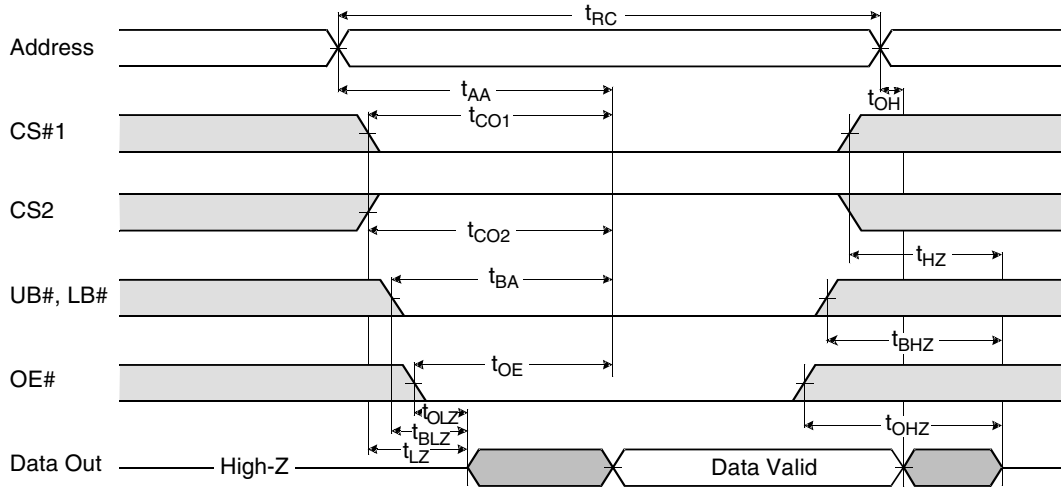 tRC
Address
tAA
tOH
tCO1
CS#1
CS2
tCO2
tHZ
tBA
UB#, LB#
tBHZ
tOE
OE#
tOLZ
tBLZ
tOHZ
tLZ
Data Out
High-Z
Data Valid